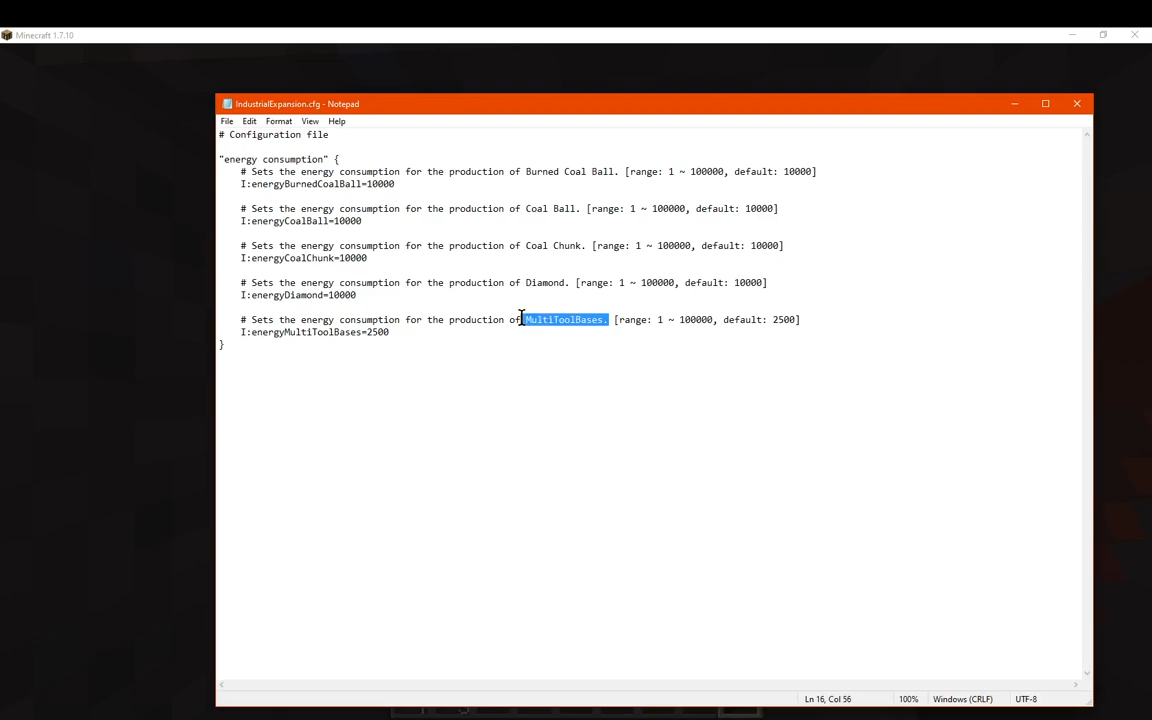 Minecraft 1.7.10
IndustrialExpansion.cfg - Notepad
File Edit Format View Help
# Configuration file
"energy consumption" {
# Sets the energy consumption for the production of Burned Coal Ball. [range: 1 ~ 100000, default: 10000]
I:energyBurnedCoalBall=10000
# Sets the energy consumption for the production of Coal Ball. [range: 1 ~ 100000, default: 10000]
I:energyCoalBall=10000
# Sets the energy consumption for the production of Coal Chunk. [range: 1 ~ 100000, default: 10000]
I:energyCoalChunk=10000
# Sets the energy consumption for the production of Diamond. [range: 1 ~ 100000, default: 10000]
I:energyDiamond=10000
# Sets the energy consumption for the production of MultiToolBases. [range: 1 ~ 100000, default: 2500]
I:energyMultiToolBases=2500
}
Ln 16, Col 56 100% Windows (CRLF) UTF-8